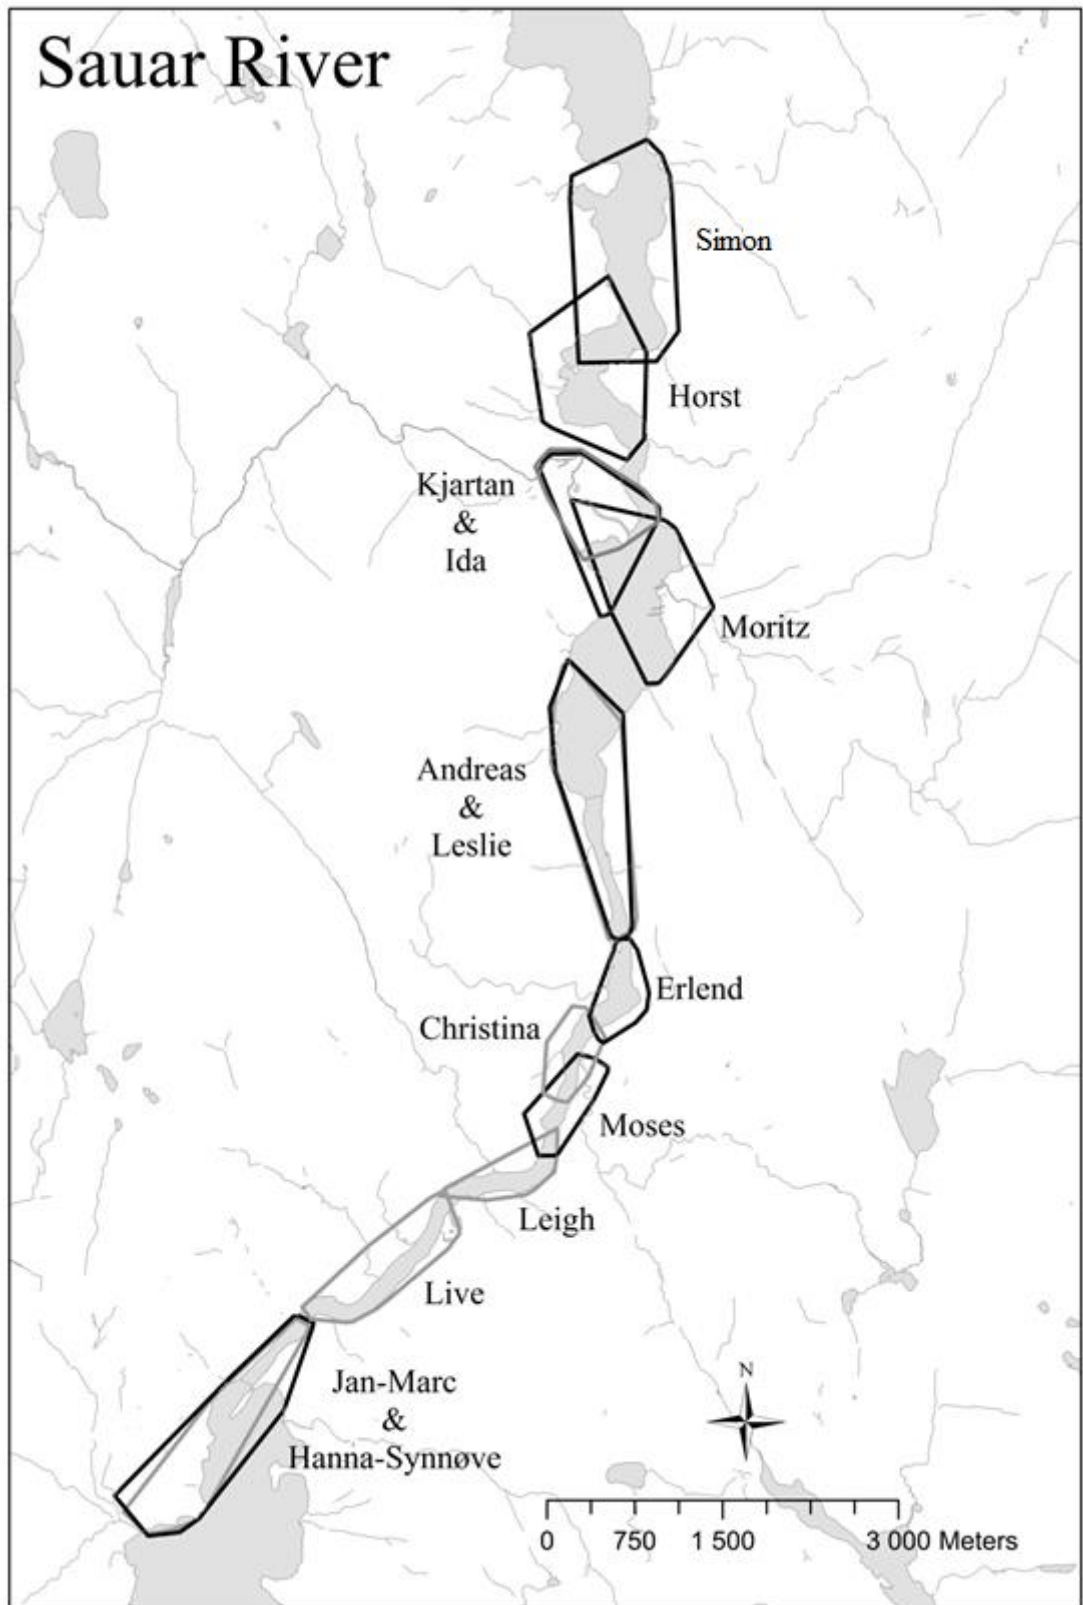 Sauar River
Simon
Horst
Kjartan
&
Ida
Moritz
Andreas
&
Leslie
Erlend
Christina
Moses
Leigh
Live
Jan-Marc
&
Hanna-Synnøve
N
0 750 1 500 3 000 Meters